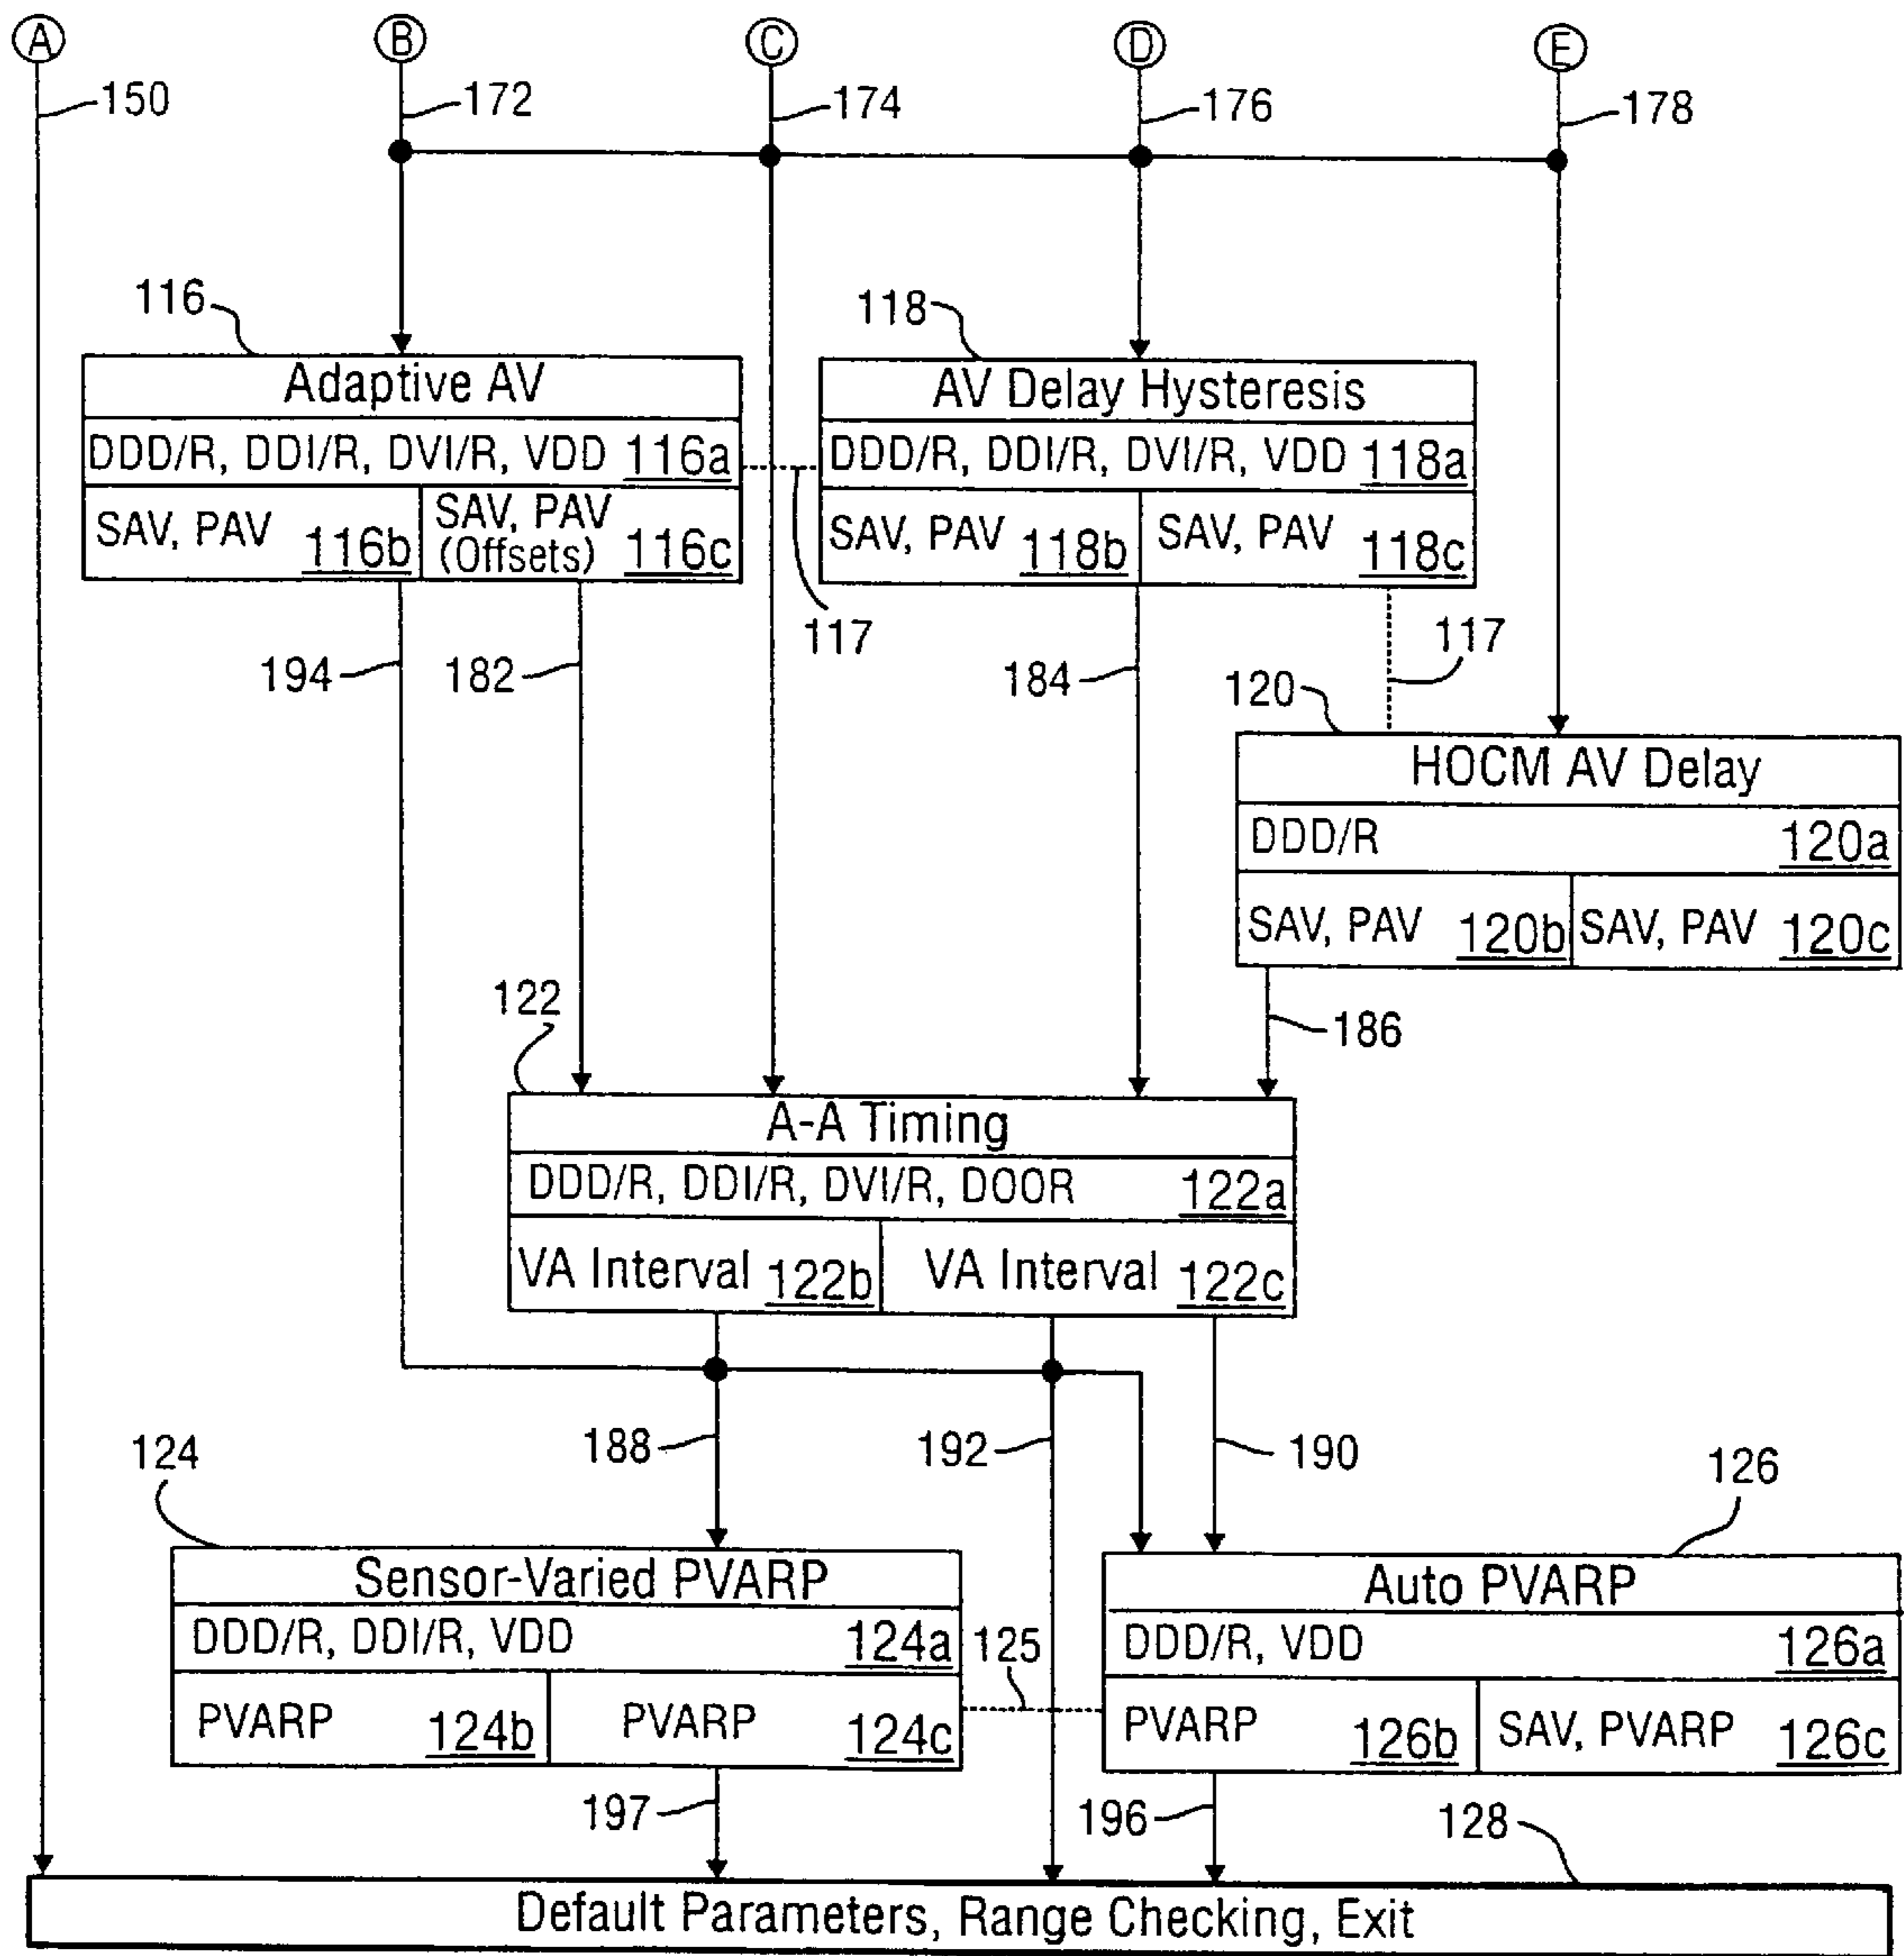 A B C D E
150 172 174 176 178
116
Adaptive AV
DDD/R, DDI/R, DVI/R, VDD 116a
SAV, PAV 116b
SAV, PAV
(Offsets) 116c
118
AV Delay Hysteresis
DDD/R, DDI/R, DVI/R, VDD 118a
SAV, PAV 118b
SAV, PAV 118c
117
117
194 182 184
120
HOCM AV Delay
DDD/R 120a
SAV, PAV 120b
SAV, PAV 120c
186
122
A-A Timing
DDD/R, DDI/R, DVI/R, DOOR 122a
VA Interval 122b
VA Interval 122c
188 192 190
124
Sensor-Varied PVARP
DDD/R, DDI/R, VDD 124a
PVARP 124b
PVARP 124c
125
126
Auto PVARP
DDD/R, VDD 126a
PVARP 126b
SAV, PVARP 126c
197 196
128
Default Parameters, Range Checking, Exit